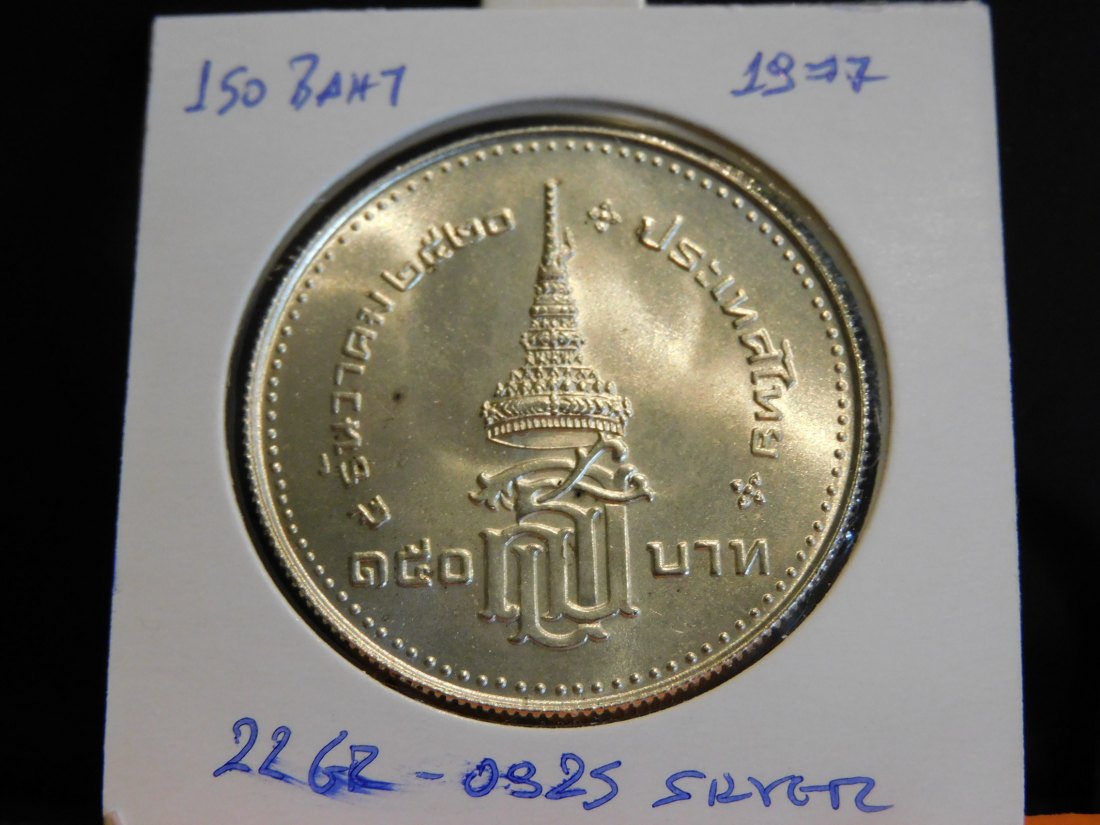 150 BAHT
1977
๕ ธันวาคม ๒๕๒๐
ประเทศไทย
๑๕๐ บาท
22 GR - 0925 SILVER